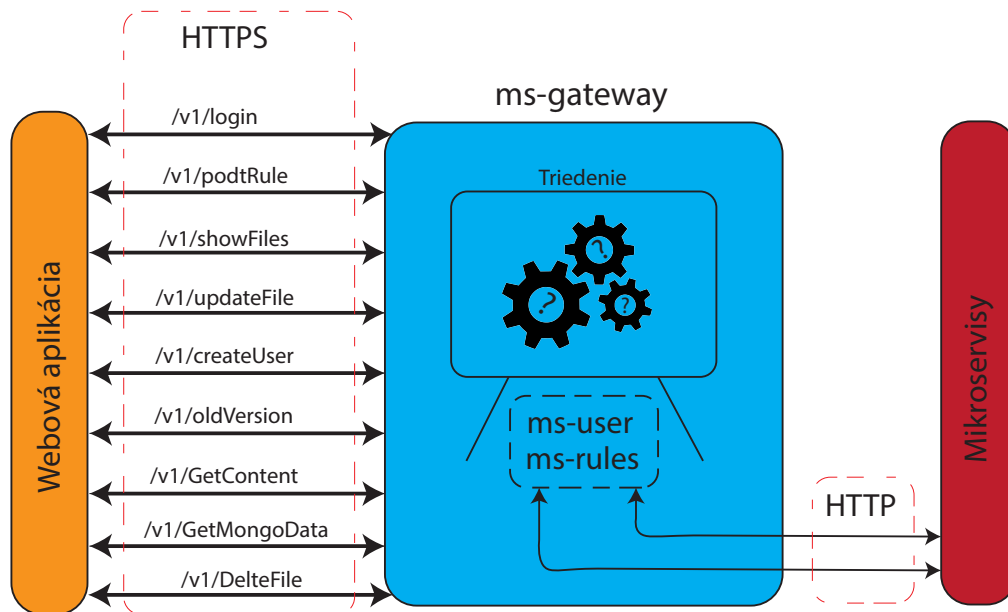 HTTPS
ms-gateway
Webová aplikácia
/v1/login
/v1/podtRule
/v1/showFiles
/v1/updateFile
/v1/createUser
/v1/oldVersion
/v1/GetContent
/v1/GetMongoData
/v1/DelteFile
Triedenie
?
?
?
ms-user
ms-rules
HTTP
Mikroservisy